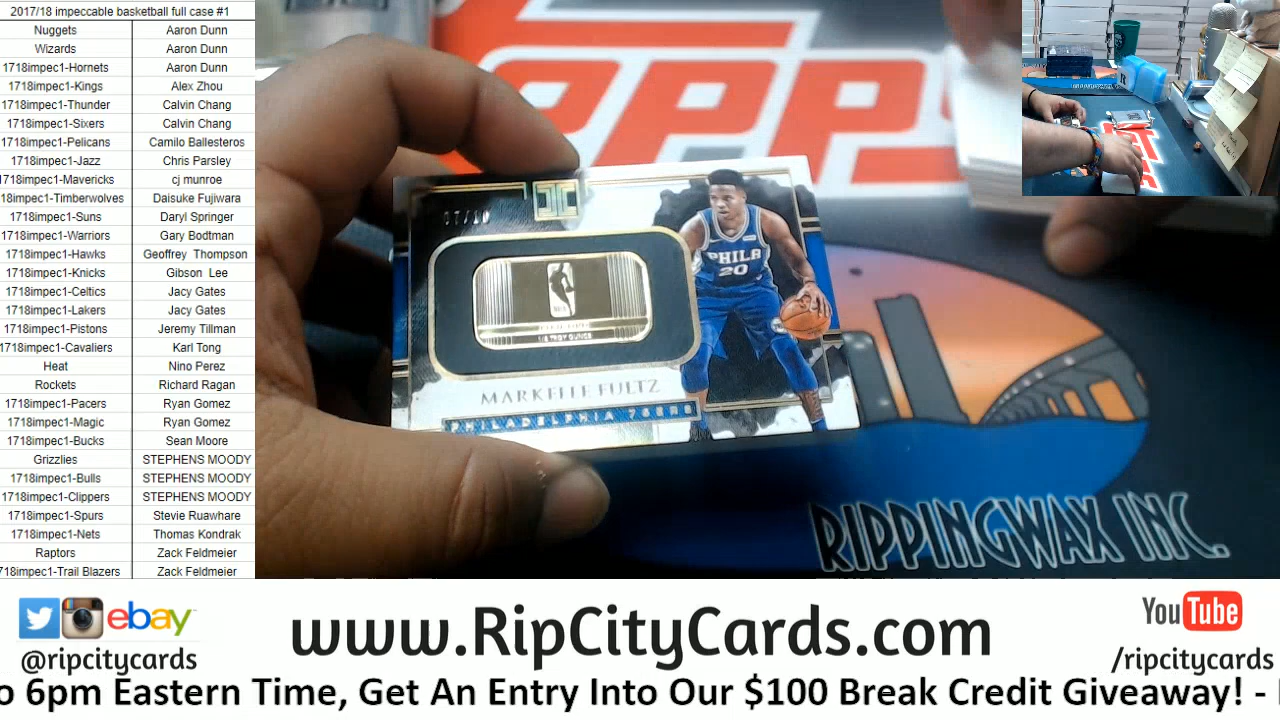 2017/18 impeccable basketball full case #1
Nuggets Aaron Dunn
Wizards Aaron Dunn
1718impec1-Hornets Aaron Dunn
1718impec1-Kings Alex Zhou
1718impec1-Thunder Calvin Chang
1718impec1-Sixers Calvin Chang
1718impec1-Pelicans Camilo Ballesteros
1718impec1-Jazz Chris Parsley
1718impec1-Mavericks cj munroe
18impec1-Timberwolves Daisuke Fujiwara
1718impec1-Suns Daryl Springer
1718impec1-Warriors Gary Bodtman
1718impec1-Hawks Geoffrey Thompson
1718impec1-Knicks Gibson Lee
1718impec1-Celtics Jacy Gates
1718impec1-Lakers Jacy Gates
1718impec1-Pistons Jeremy Tillman
1718impec1-Cavaliers Karl Tong
Heat Nino Perez
Rockets Richard Ragan
1718impec1-Pacers Ryan Gomez
1718impec1-Magic Ryan Gomez
1718impec1-Bucks Sean Moore
Grizzlies STEPHENS MOODY
1718impec1-Bulls STEPHENS MOODY
1718impec1-Clippers STEPHENS MOODY
1718impec1-Spurs Stevie Ruawhare
1718impec1-Nets Thomas Kondrak
Raptors Zack Feldmeier
718impec1-Trail Blazers Zack Feldmeier
TOPPS
07/10
PHILA
20
MARKELLE FULTZ
PHILADELPHIA 76ERS
RIPPINGWAX INC.
ebay
@ripcitycards
www.RipCityCards.com
YouTube
/ripcitycards
o 6pm Eastern Time, Get An Entry Into Our $100 Break Credit Giveaway! -